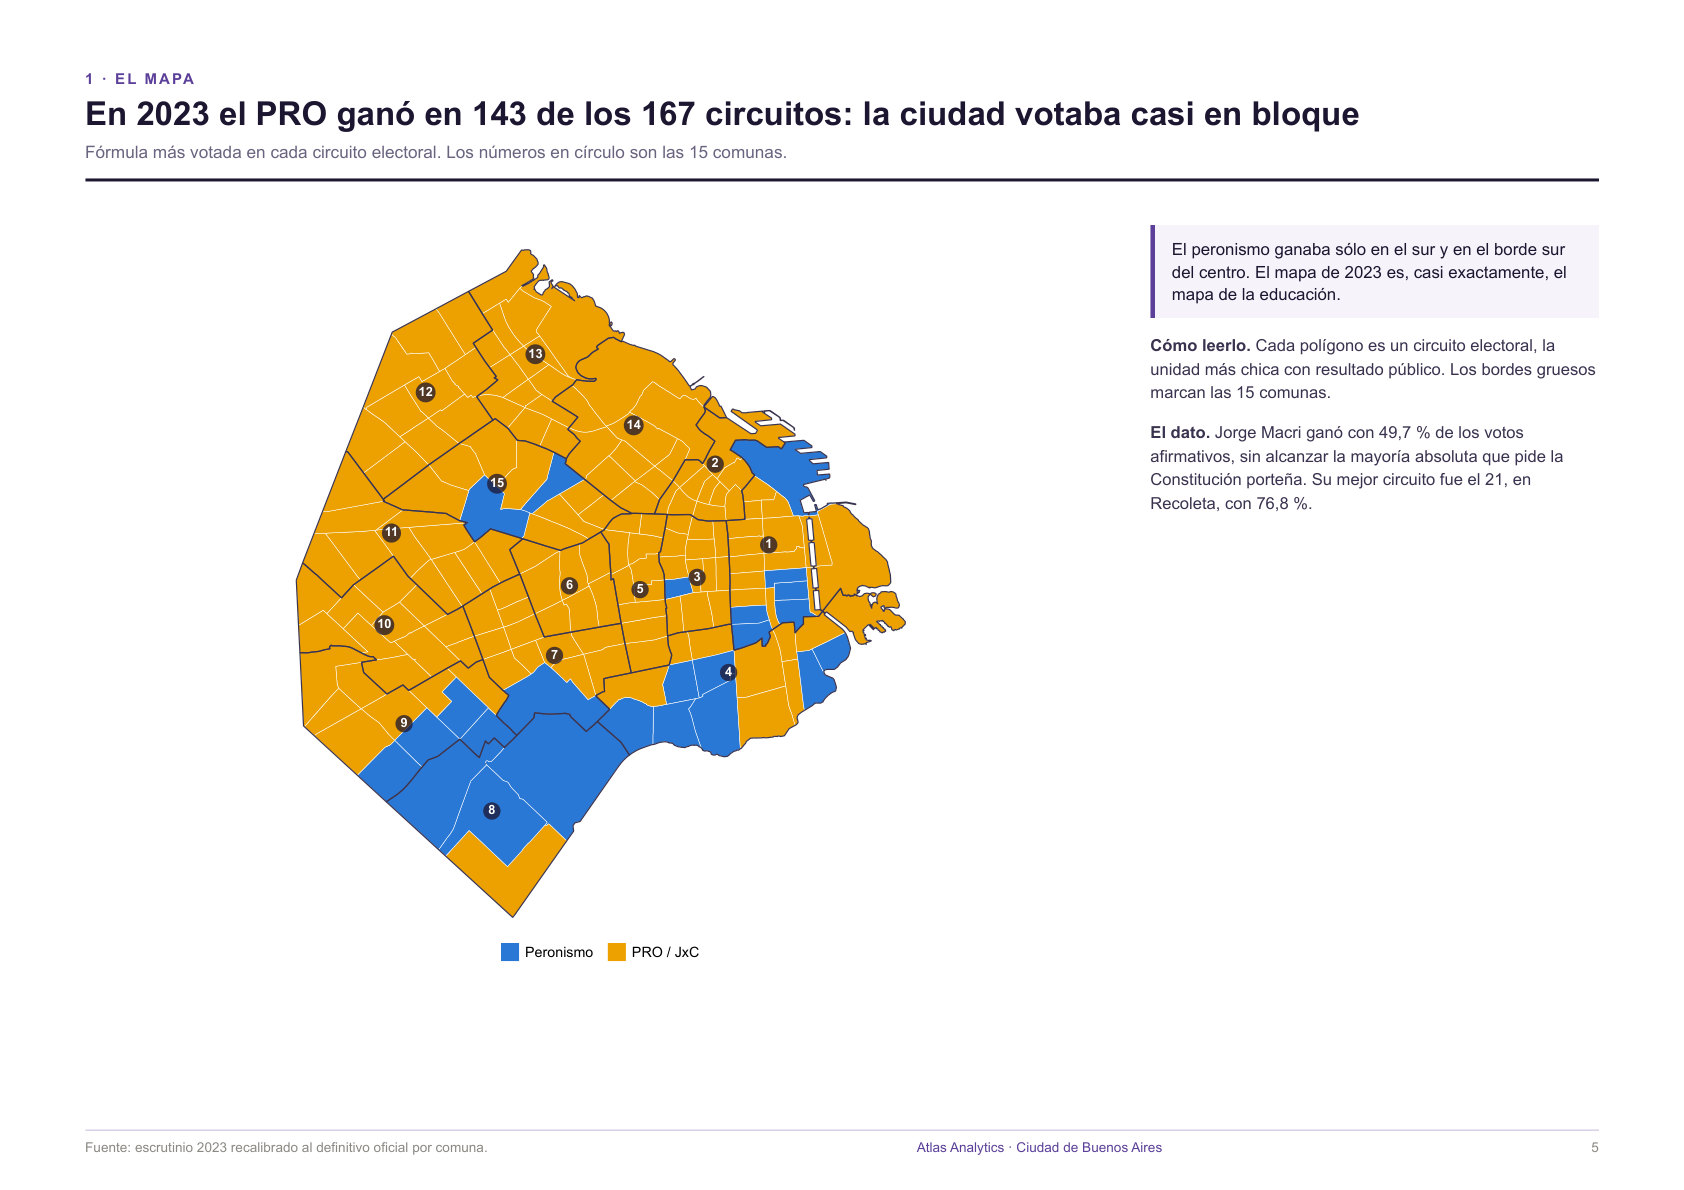 1 · EL MAPA
En 2023 el PRO ganó en 143 de los 167 circuitos: la ciudad votaba casi en bloque
Fórmula más votada en cada circuito electoral. Los números en círculo son las 15 comunas.
El peronismo ganaba sólo en el sur y en el borde sur
del centro. El mapa de 2023 es, casi exactamente, el
mapa de la educación.
Cómo leerlo. Cada polígono es un circuito electoral, la
unidad más chica con resultado público. Los bordes gruesos
marcan las 15 comunas.
El dato. Jorge Macri ganó con 49,7 % de los votos
afirmativos, sin alcanzar la mayoría absoluta que pide la
Constitución porteña. Su mejor circuito fue el 21, en
Recoleta, con 76,8 %.
13
12
14
2
15
11
1
3
6
5
10
7
4
9
8
Peronismo
PRO / JxC
Fuente: escrutinio 2023 recalibrado al definitivo oficial por comuna.
Atlas Analytics · Ciudad de Buenos Aires
5